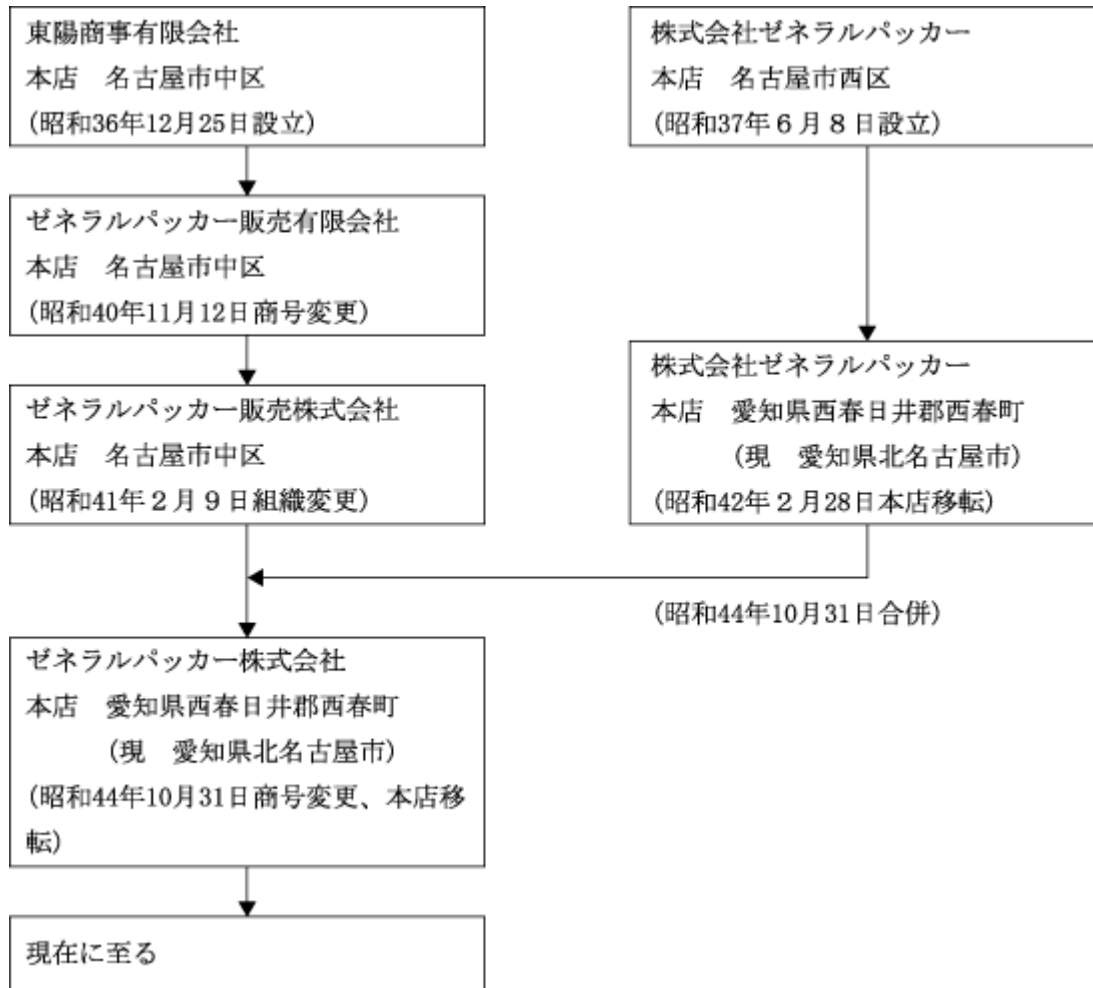 東陽商事有限会社
本店　名古屋市中区
(昭和36年12月25日設立)
株式会社ゼネラルパッカー
本店　名古屋市西区
(昭和37年６月８日設立)
ゼネラルパッカー販売有限会社
本店　名古屋市中区
(昭和40年11月12日商号変更)
ゼネラルパッカー販売株式会社
本店　名古屋市中区
(昭和41年２月９日組織変更)
株式会社ゼネラルパッカー
本店　愛知県西春日井郡西春町
(現　愛知県北名古屋市)
(昭和42年２月28日本店移転)
(昭和44年10月31日合併)
ゼネラルパッカー株式会社
本店　愛知県西春日井郡西春町
(現　愛知県北名古屋市)
(昭和44年10月31日商号変更、本店移
転)
現在に至る